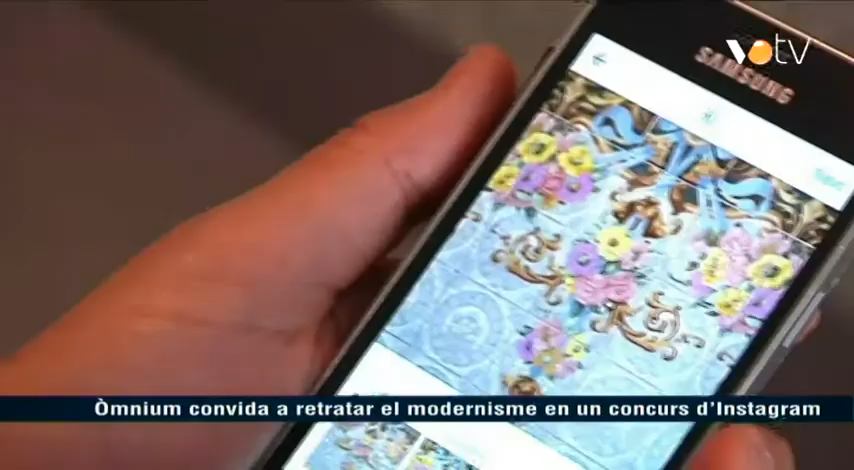 votv
SAMSUNG
Òmnium convida a retratar el modernisme en un concurs d'Instagram